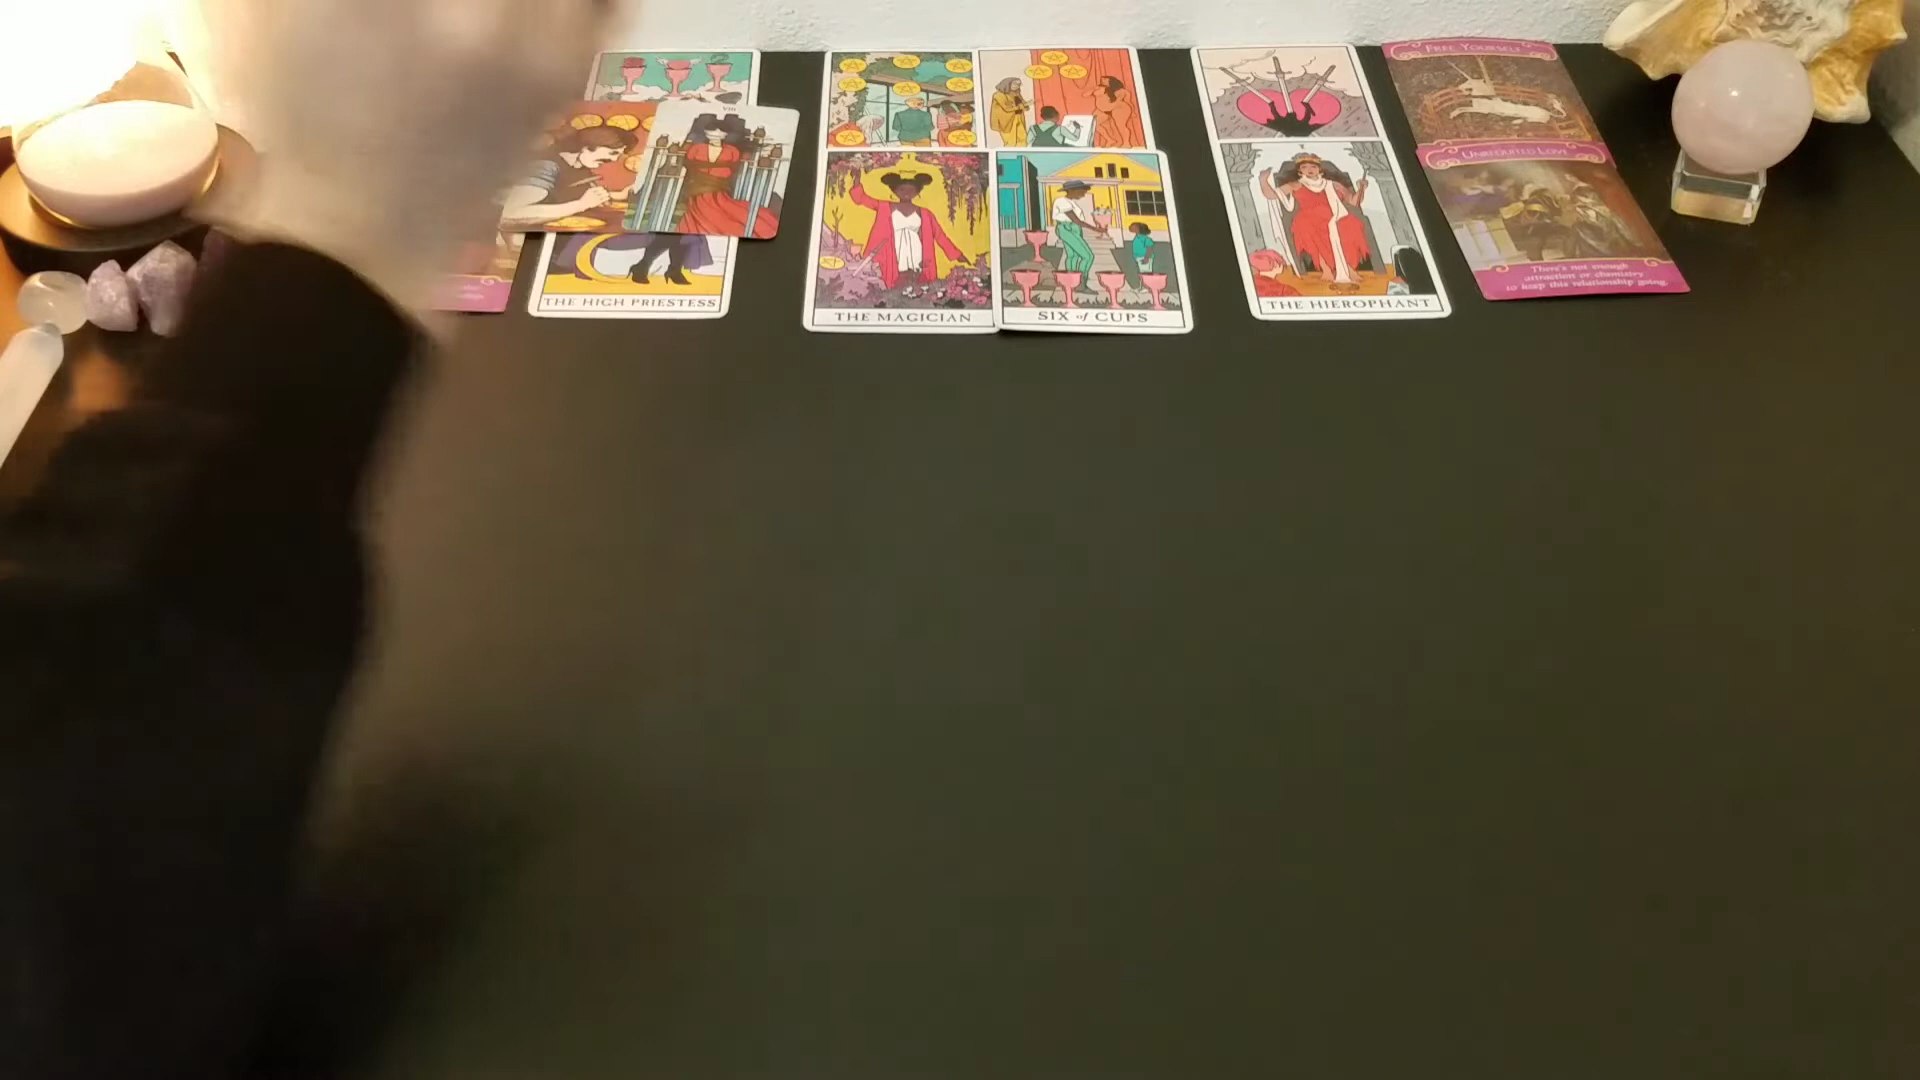 VIII
THE HIGH PRIESTESS
I
THE MAGICIAN
SIX of CUPS
V
THE HIEROPHANT
FREE YOURSELF
UNREQUITED LOVE
There's not enough
attraction or chemistry
to keep this relationship going.